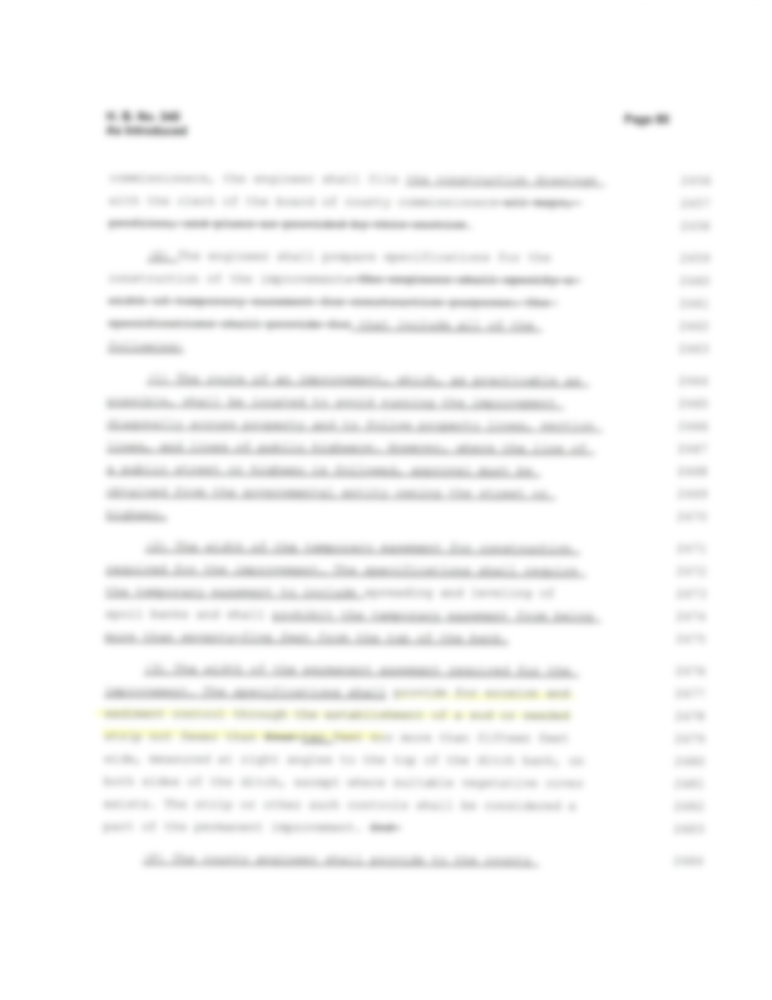 H. B. No. 340 Page 85
As Introduced
commissioners, the engineer shall file the construction drawings 2456
with the clerk of the board of county commissioners all maps, 2457
profiles, and plans as provided by this section. 2458
The engineer shall prepare specifications for the 2459
construction of the improvement. The engineer shall specify a 2460
width of temporary easement for construction purposes. The 2461
specifications shall provide for that include all of the 2462
following: 2463
(1) The route of an improvement, which, as practicable as 2464
possible, shall be located to avoid running the improvement 2465
diagonally across property and to follow property lines, section 2466
lines, and lines of public highways. However, where the line of 2467
a public street or highway is followed, approval must be 2468
obtained from the governmental entity owning the street or 2469
highway. 2470
(2) The width of the temporary easement for construction 2471
required for the improvement. The specifications shall require 2472
the temporary easement to include spreading and leveling of 2473
spoil banks and shall prohibit the temporary easement from being 2474
more than seventy-five feet from the top of the bank. 2475
(3) The width of the permanent easement required for the 2476
improvement. The specifications shall provide for erosion and 2477
sediment control through the establishment of a sod or seeded 2478
strip not fewer than four ten feet nor more than fifteen feet 2479
wide, measured at right angles to the top of the ditch bank, on 2480
both sides of the ditch, except where suitable vegetative cover 2481
exists. The strip or other such controls shall be considered a 2482
part of the permanent improvement. 2483
The county engineer shall provide to the county 2484